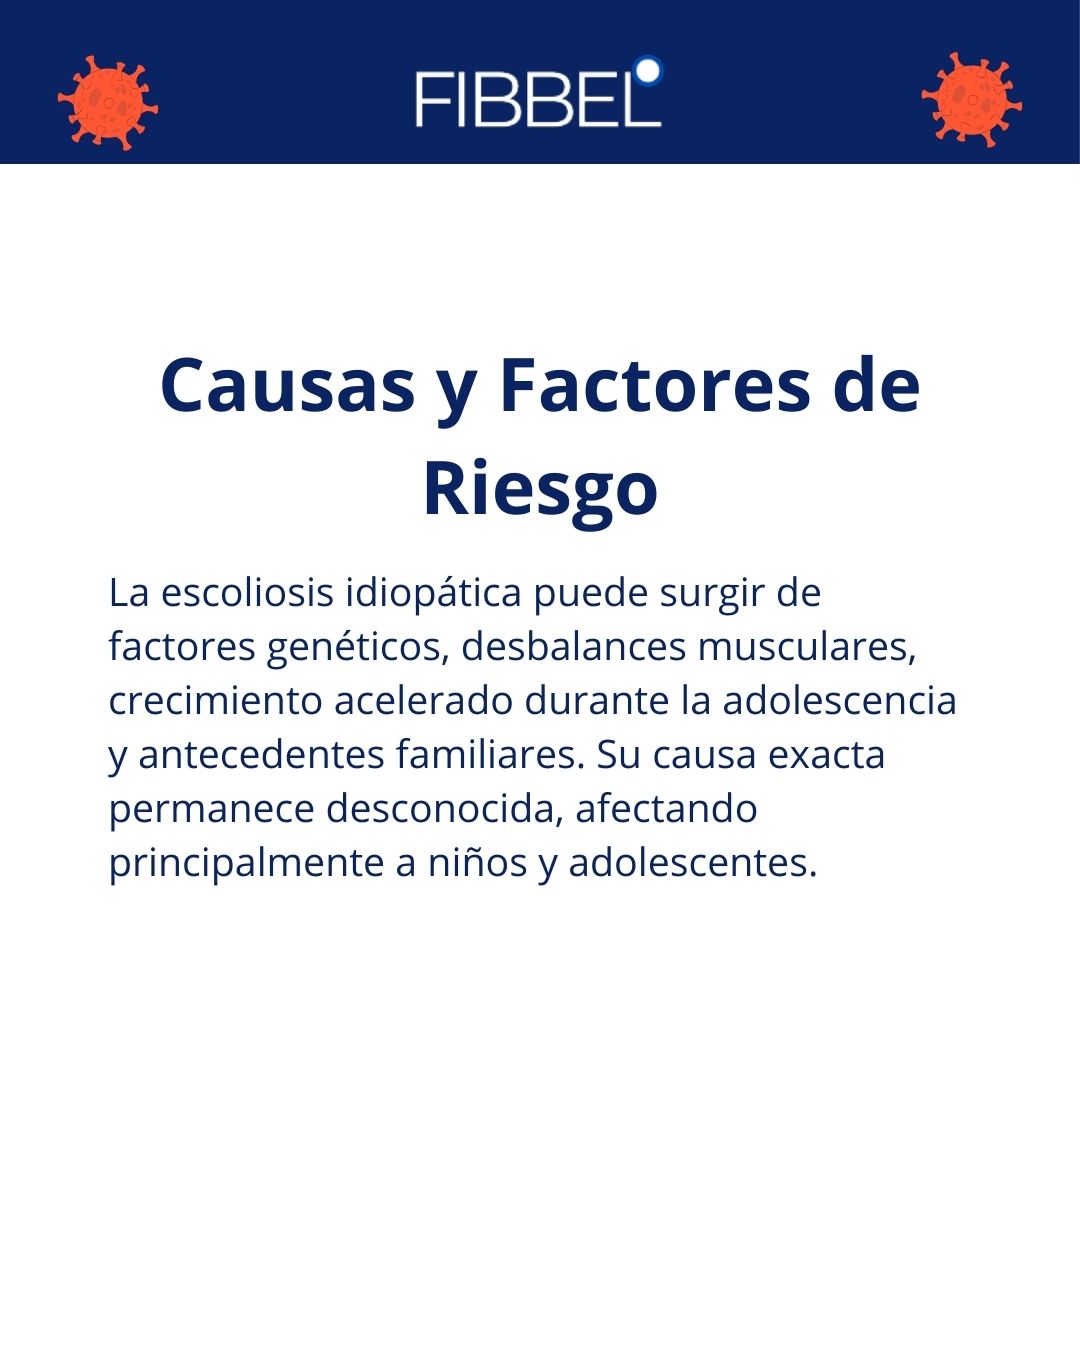 FIBBEL
Causas y Factores de
Riesgo
La escoliosis idiopática puede surgir de
factores genéticos, desbalances musculares,
crecimiento acelerado durante la adolescencia
y antecedentes familiares. Su causa exacta
permanece desconocida, afectando
principalmente a niños y adolescentes.